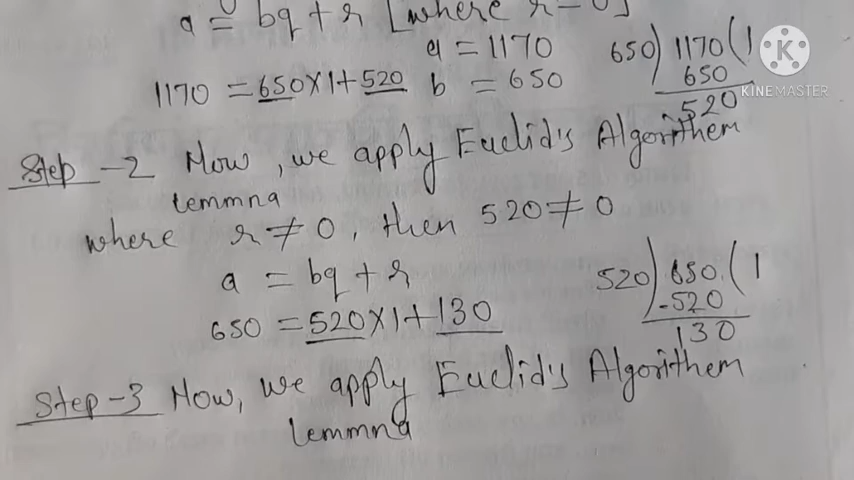 a = bq + r [where r = 0]
a = 1170
650) 1170 (1
650
520
1170 = 650×1+520
b = 650
KINEMASTER
Step -2 Now, we apply Euclid's Algorithem
lemmna
where r ≠ 0, then 520 ≠ 0
a = bq + r
520) 650 (1
-520
130
650 = 520×1+130
Step -3 Now, we apply Euclid's Algorithem
lemmna